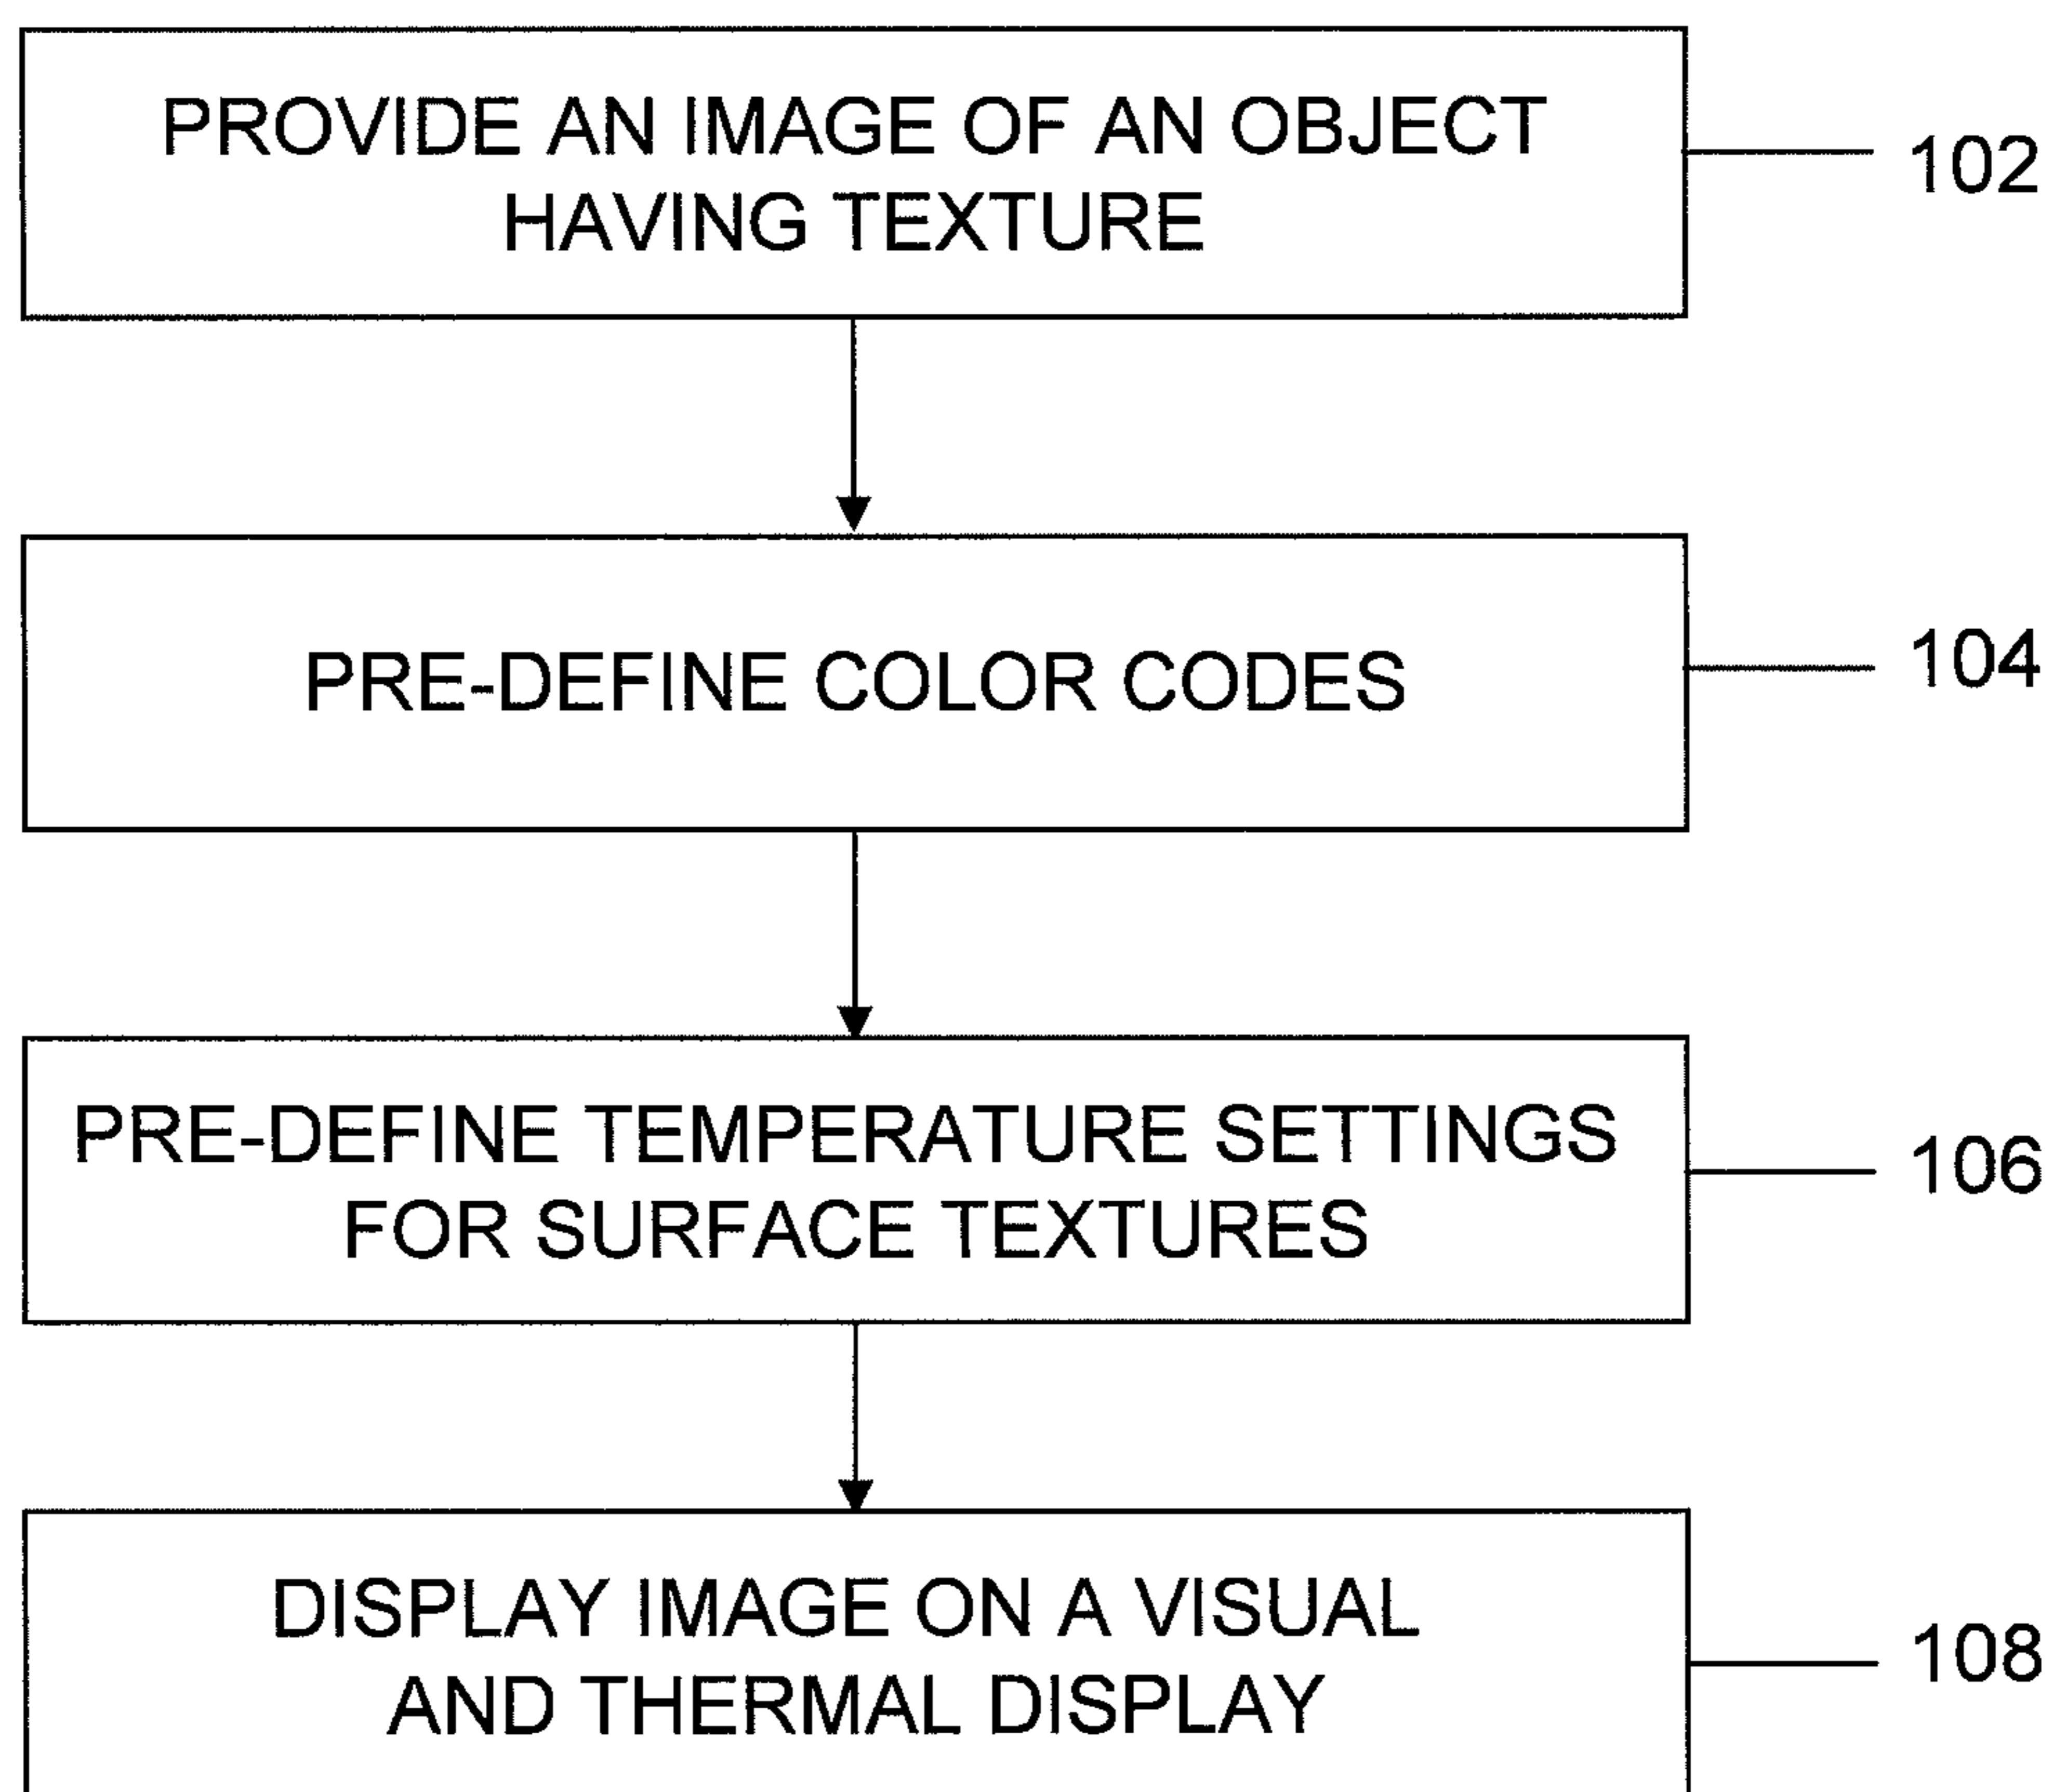 PROVIDE AN IMAGE OF AN OBJECT
HAVING TEXTURE
102
PRE-DEFINE COLOR CODES
104
PRE-DEFINE TEMPERATURE SETTINGS
FOR SURFACE TEXTURES
106
DISPLAY IMAGE ON A VISUAL
AND THERMAL DISPLAY
108